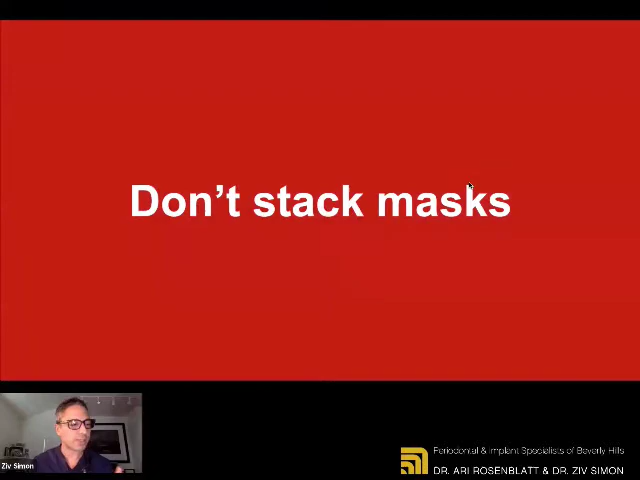 Don’t stack masks
Ziv Simon
Periodontal & Implant Specialists of Beverly Hills
DR. ARI ROSENBLATT & DR. ZIV SIMON